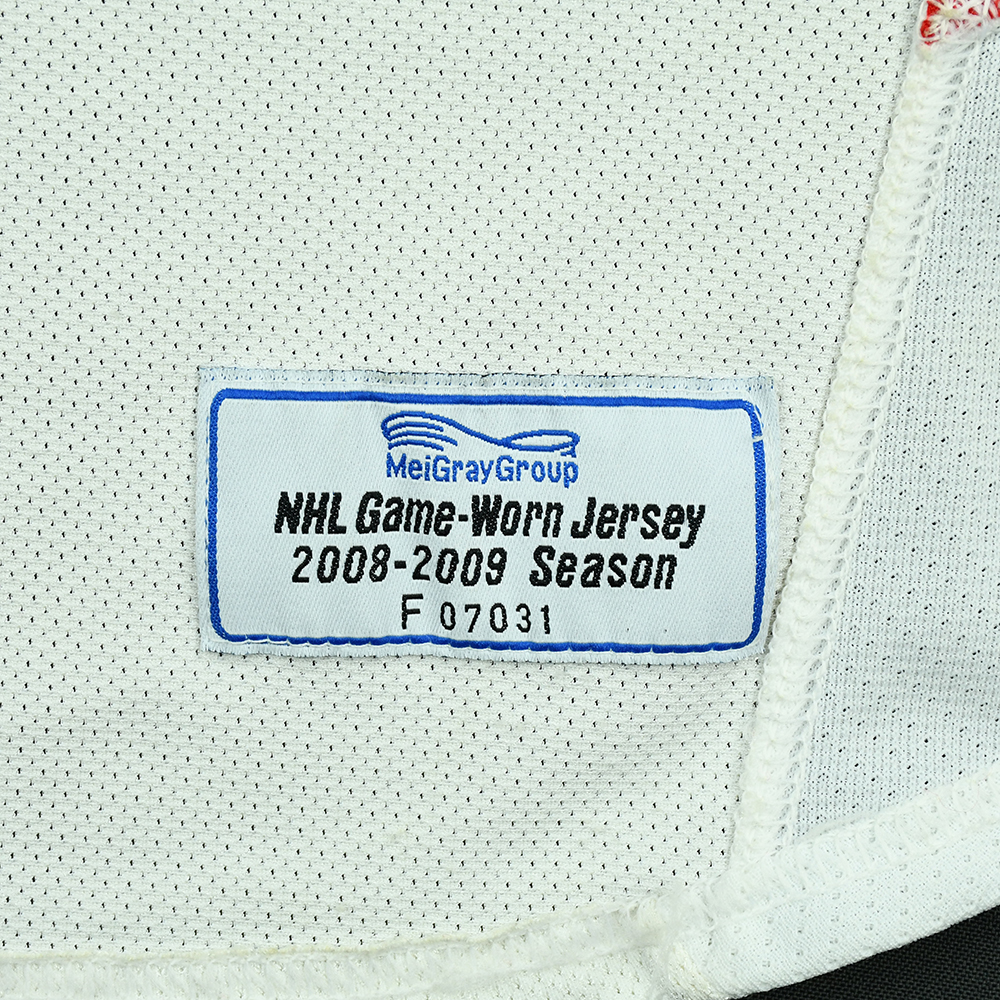 MeiGrayGroup
NHL Game-Worn Jersey
2008-2009 Season
F 07031